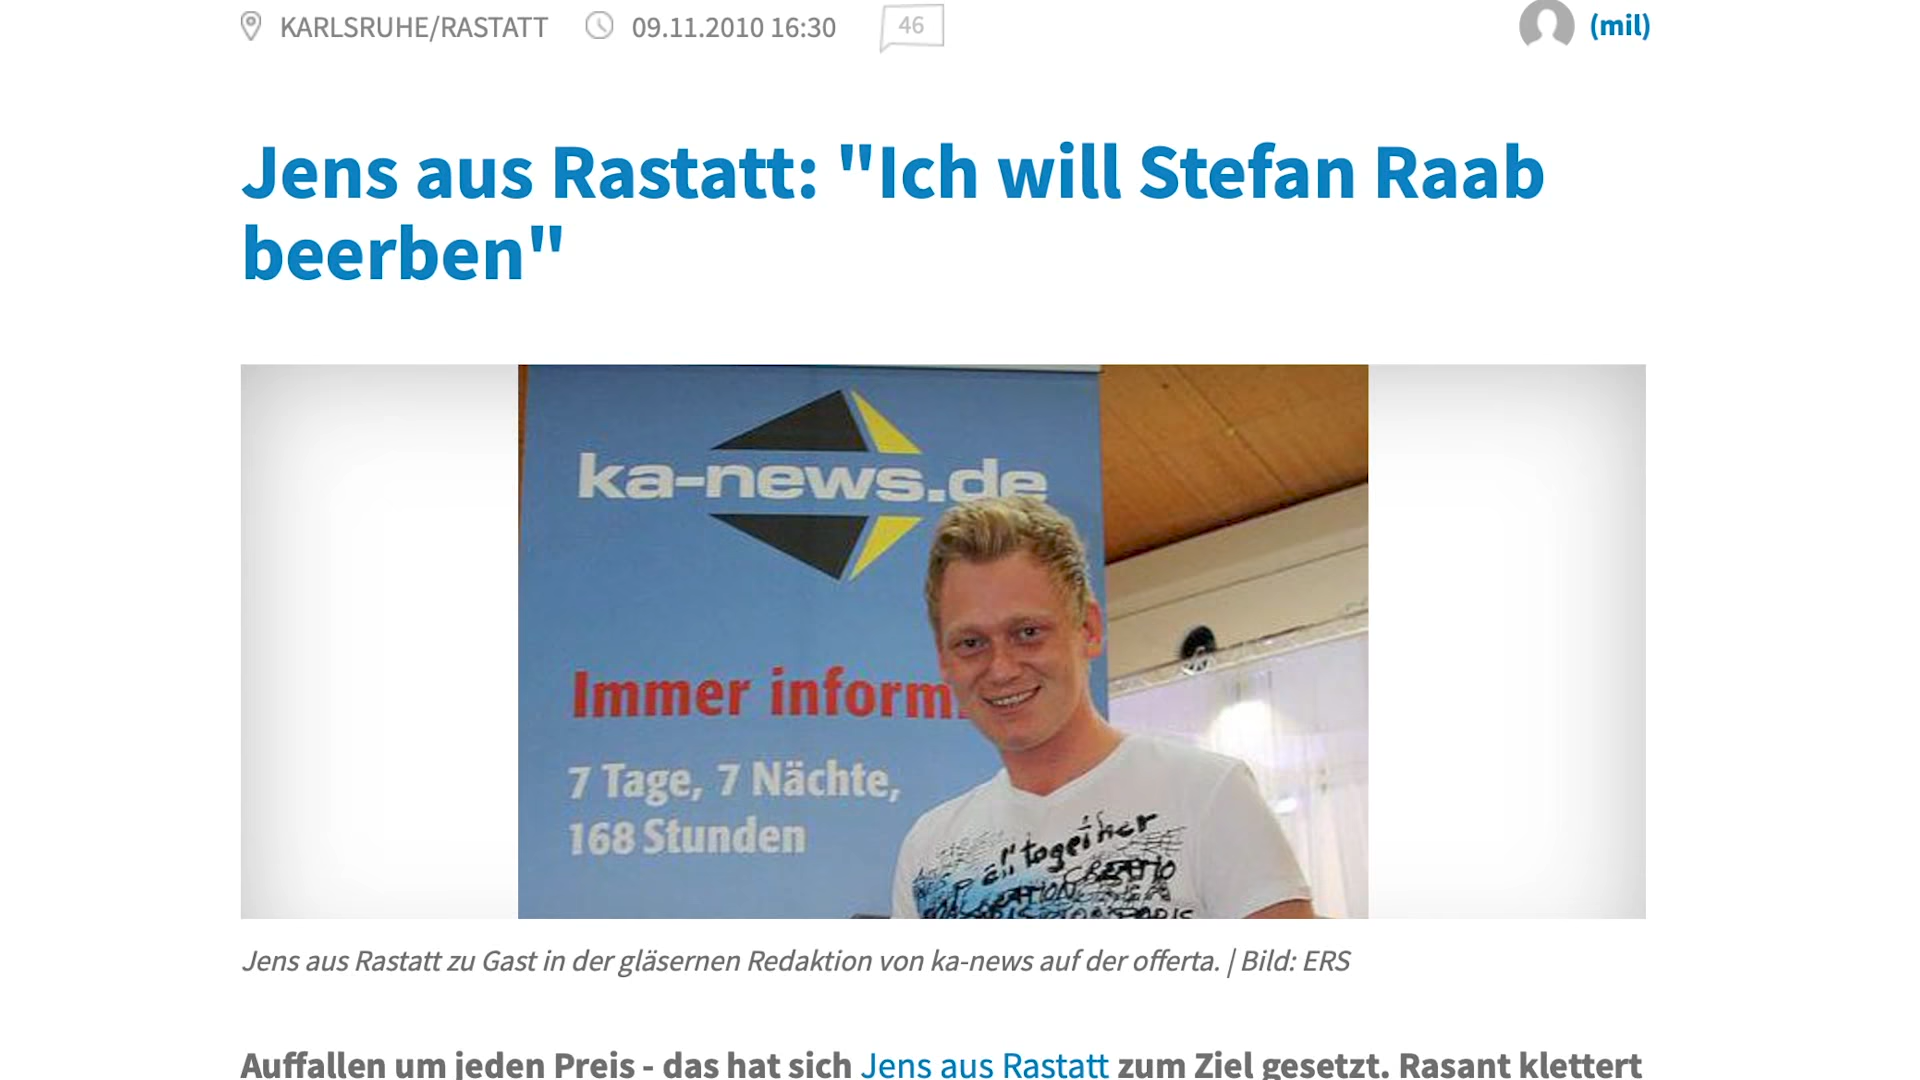 KARLSRUHE/RASTATT 09.11.2010 16:30 46 (mil)
Jens aus Rastatt: "Ich will Stefan Raab
beerben"
ka-news.de
Immer inform
7 Tage, 7 Nächte,
168 Stunden
together
CREATIO
Jens aus Rastatt zu Gast in der gläsernen Redaktion von ka-news auf der offerta. | Bild: ERS
Auffallen um jeden Preis - das hat sich Jens aus Rastatt zum Ziel gesetzt. Rasant klettert